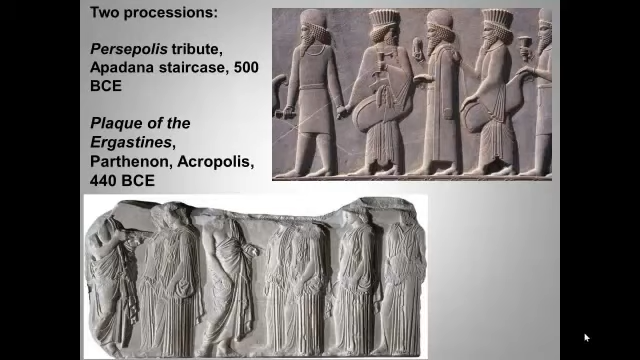 Two processions:
Persepolis tribute,
Apadana staircase, 500
BCE
Plaque of the
Ergastines,
Parthenon, Acropolis,
440 BCE